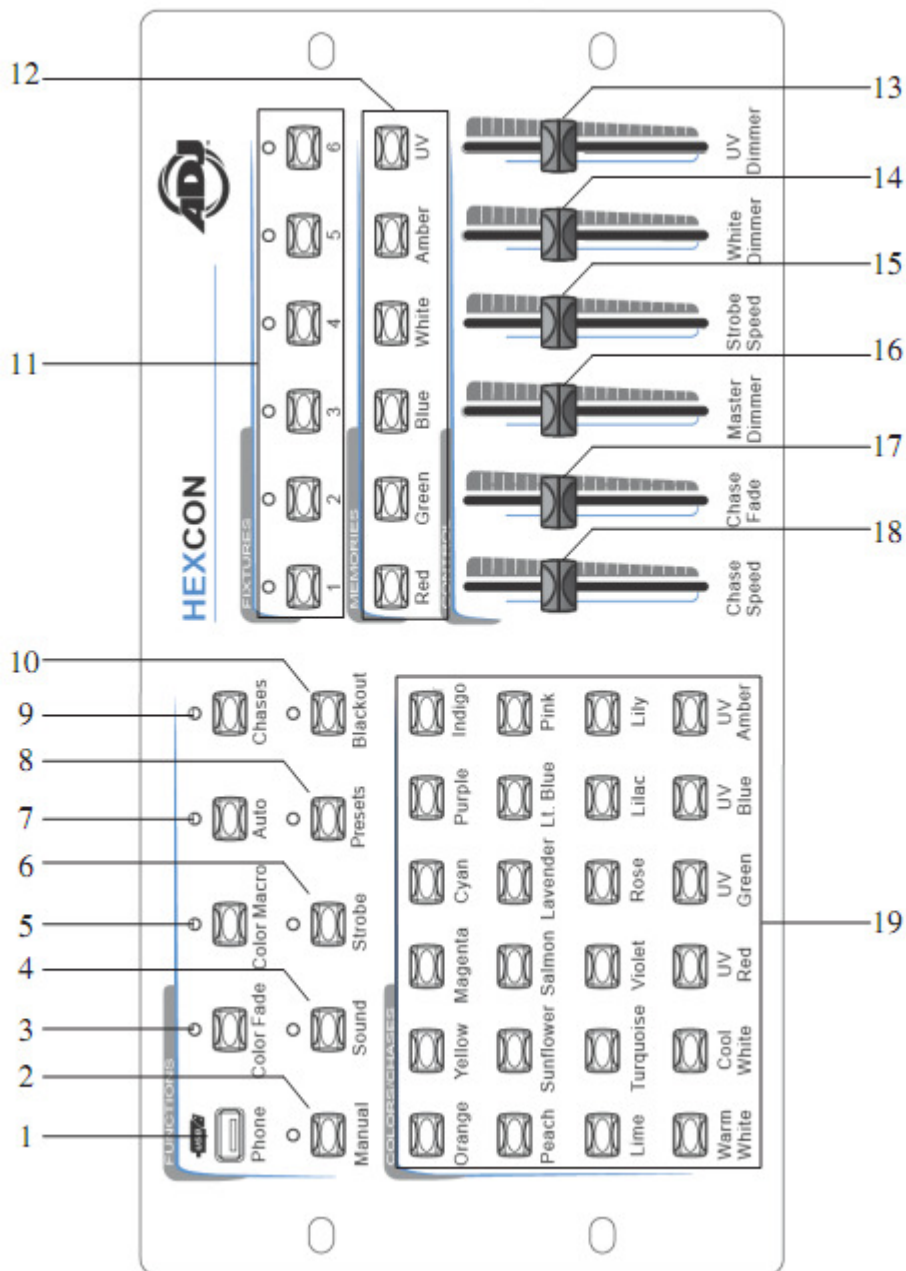 FUNCTIONS
USB
Phone
Color Fade
Color Macro
Auto
Chases
Manual
Sound
Strobe
Presets
Blackout
COLORS/CHASES
Orange
Yellow
Magenta
Cyan
Purple
Indigo
Peach
Sunflower
Salmon
Lavender
Lt. Blue
Pink
Lime
Turquoise
Violet
Rose
Lilac
Lily
Warm
White
Cool
White
UV
Red
UV
Green
UV
Blue
UV
Amber
HEXCON
ADJ
FIXTURES
1
2
3
4
5
6
MEMORIES
Red
Green
Blue
White
Amber
UV
CONTROL
Chase
Speed
Chase
Fade
Master
Dimmer
Strobe
Speed
White
Dimmer
UV
Dimmer
1
2
3
4
5
6
7
8
9
10
11
12
13
14
15
16
17
18
19